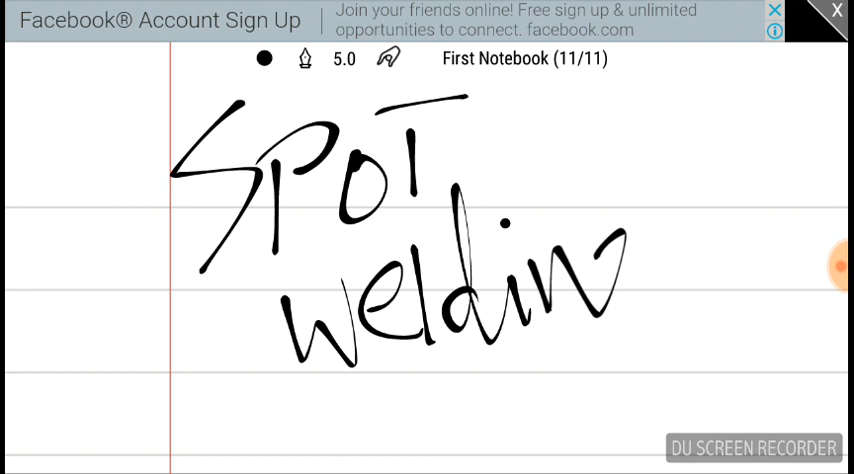 Facebook® Account Sign Up
Join your friends online! Free sign up & unlimited
opportunities to connect. facebook.com
X
5.0 First Notebook (11/11)
SPOT
weldin
DU SCREEN RECORDER